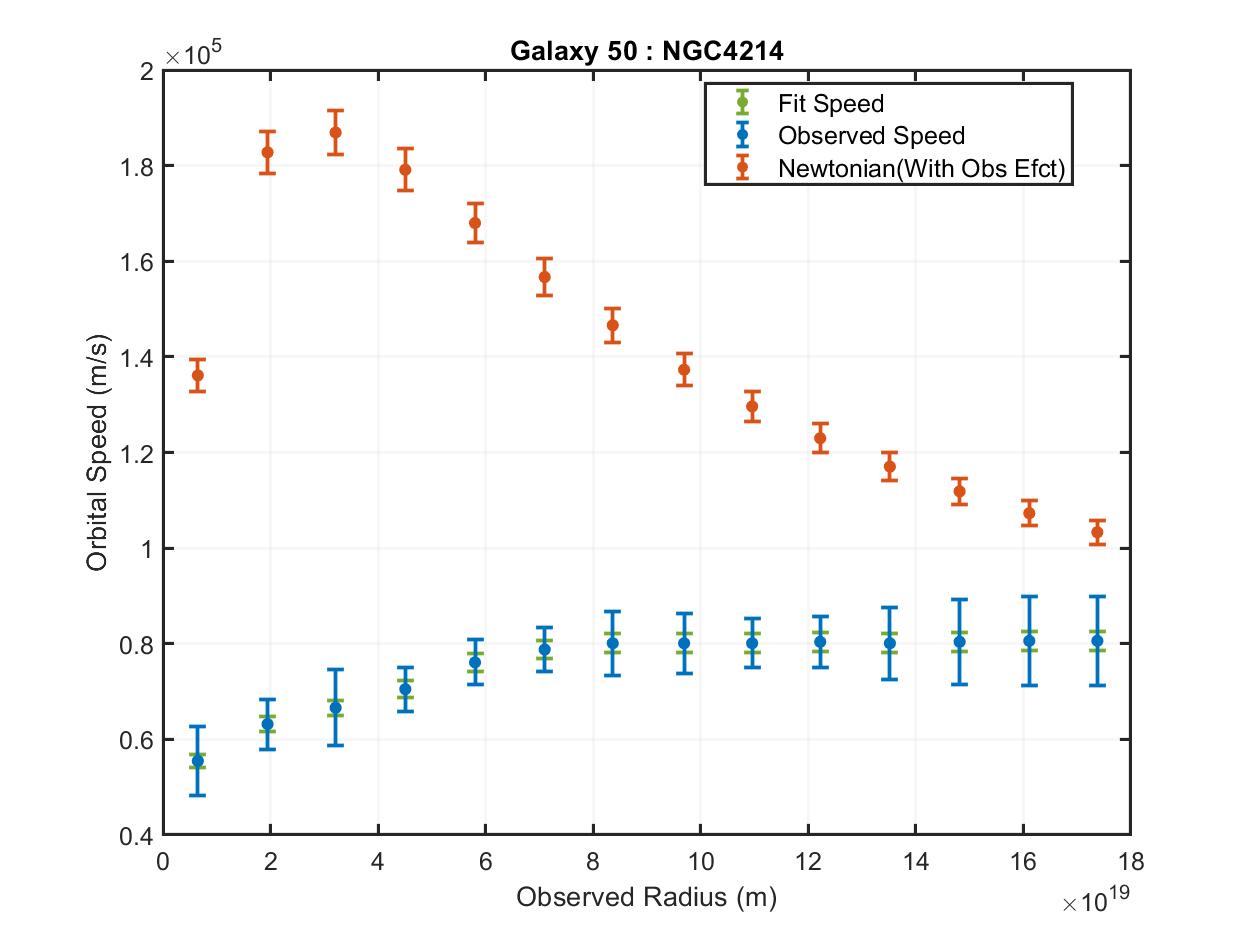 Galaxy 50 : NGC4214
×10^5
2
1.8
1.6
1.4
1.2
1
0.8
0.6
0.4
Orbital Speed (m/s)
Fit Speed
Observed Speed
Newtonian(With Obs Efct)
0 2 4 6 8 10 12 14 16 18
Observed Radius (m)
×10^19